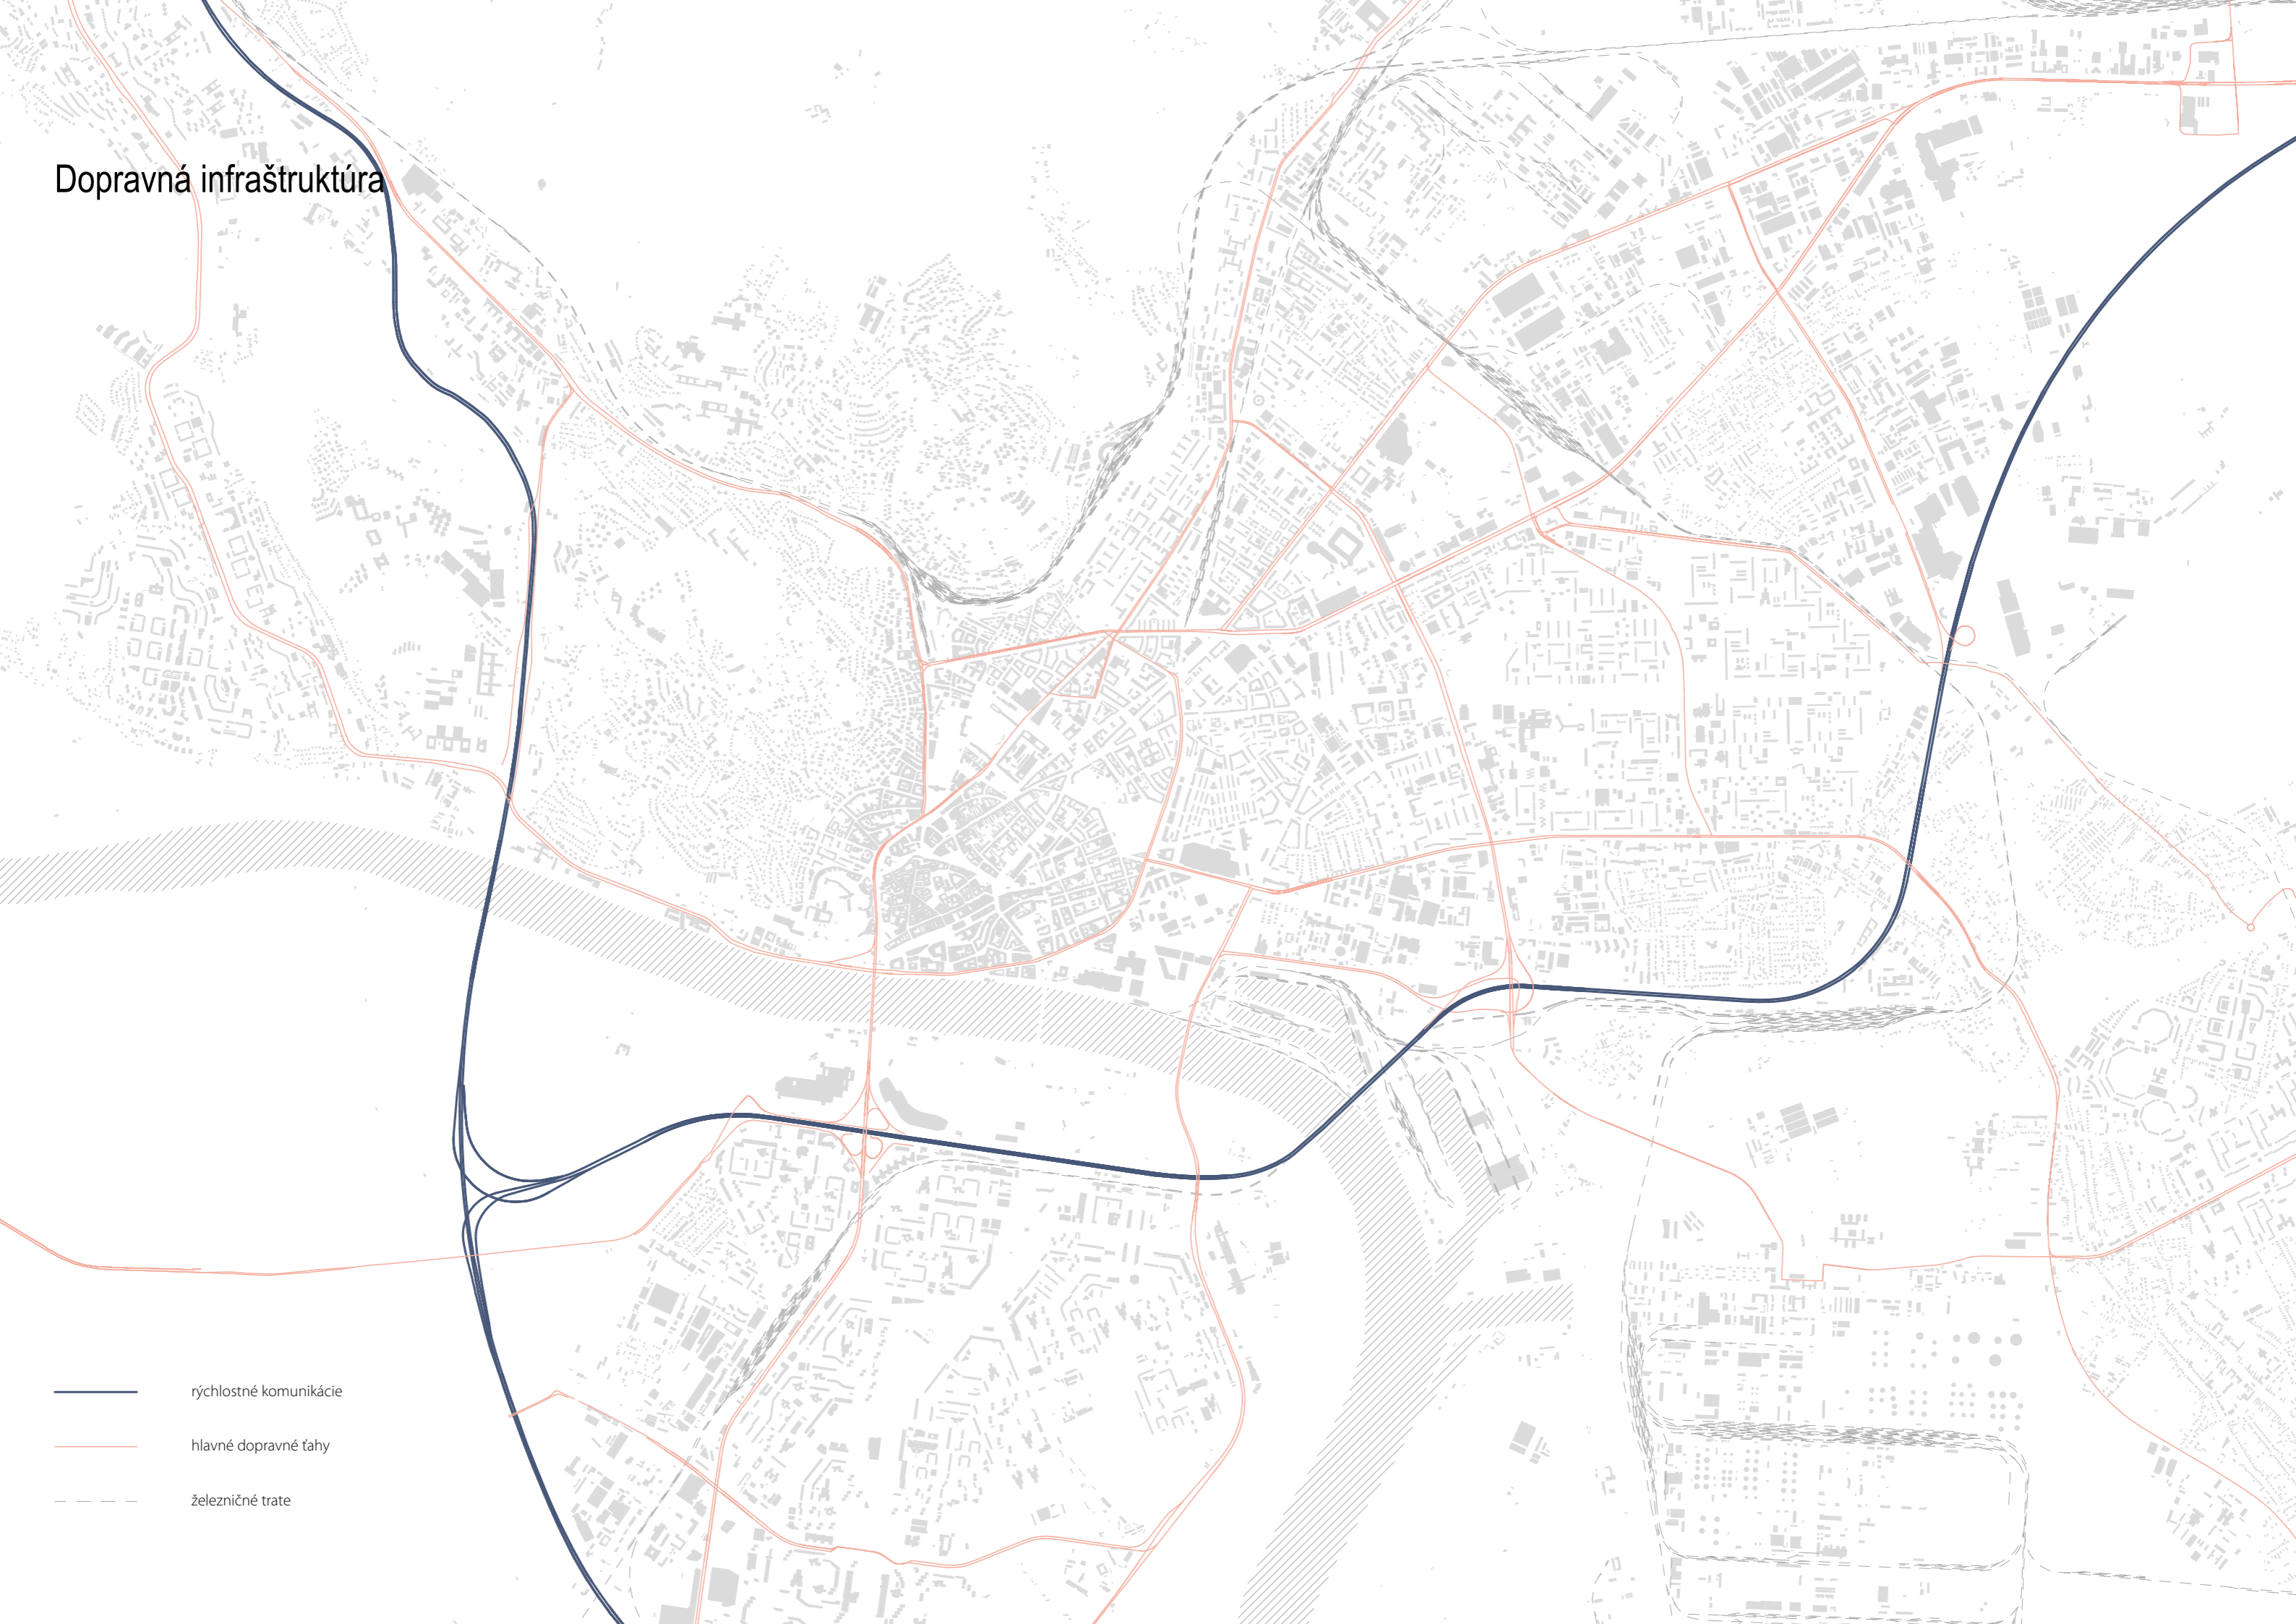 Dopravná infraštruktúra
rýchlostné komunikácie
hlavné dopravné ťahy
železničné trate